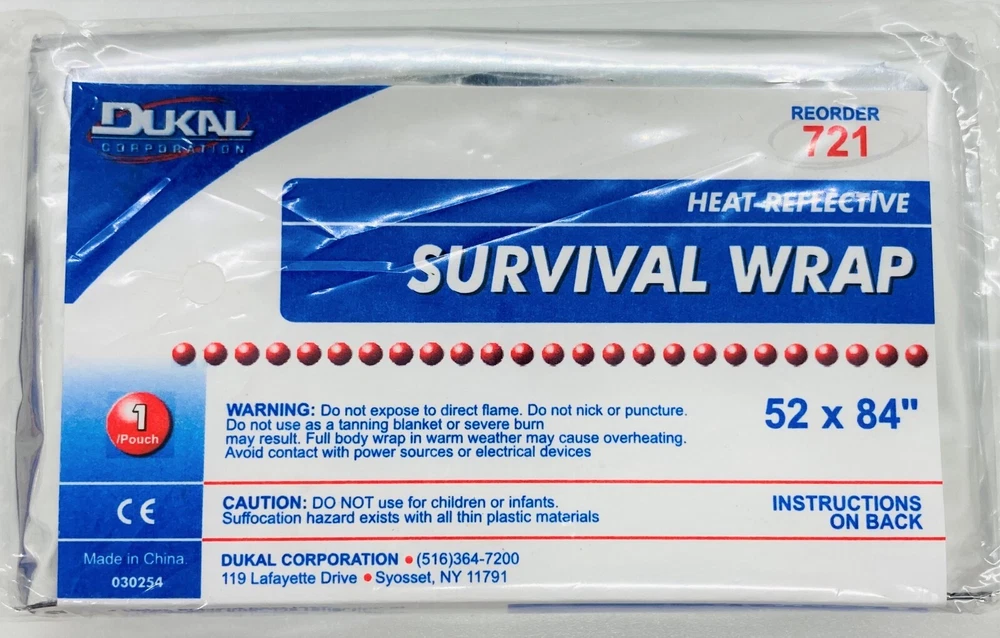 DUKAL
CORPORATION
REORDER
721
HEAT-REFLECTIVE
SURVIVAL WRAP
1
/Pouch
WARNING: Do not expose to direct flame. Do not nick or puncture.
Do not use as a tanning blanket or severe burn
may result. Full body wrap in warm weather may cause overheating.
Avoid contact with power sources or electrical devices
52 x 84"
CE
CAUTION: DO NOT use for children or infants.
Suffocation hazard exists with all thin plastic materials
INSTRUCTIONS
ON BACK
Made in China.
030254
DUKAL CORPORATION • (516)364-7200
119 Lafayette Drive • Syosset, NY 11791